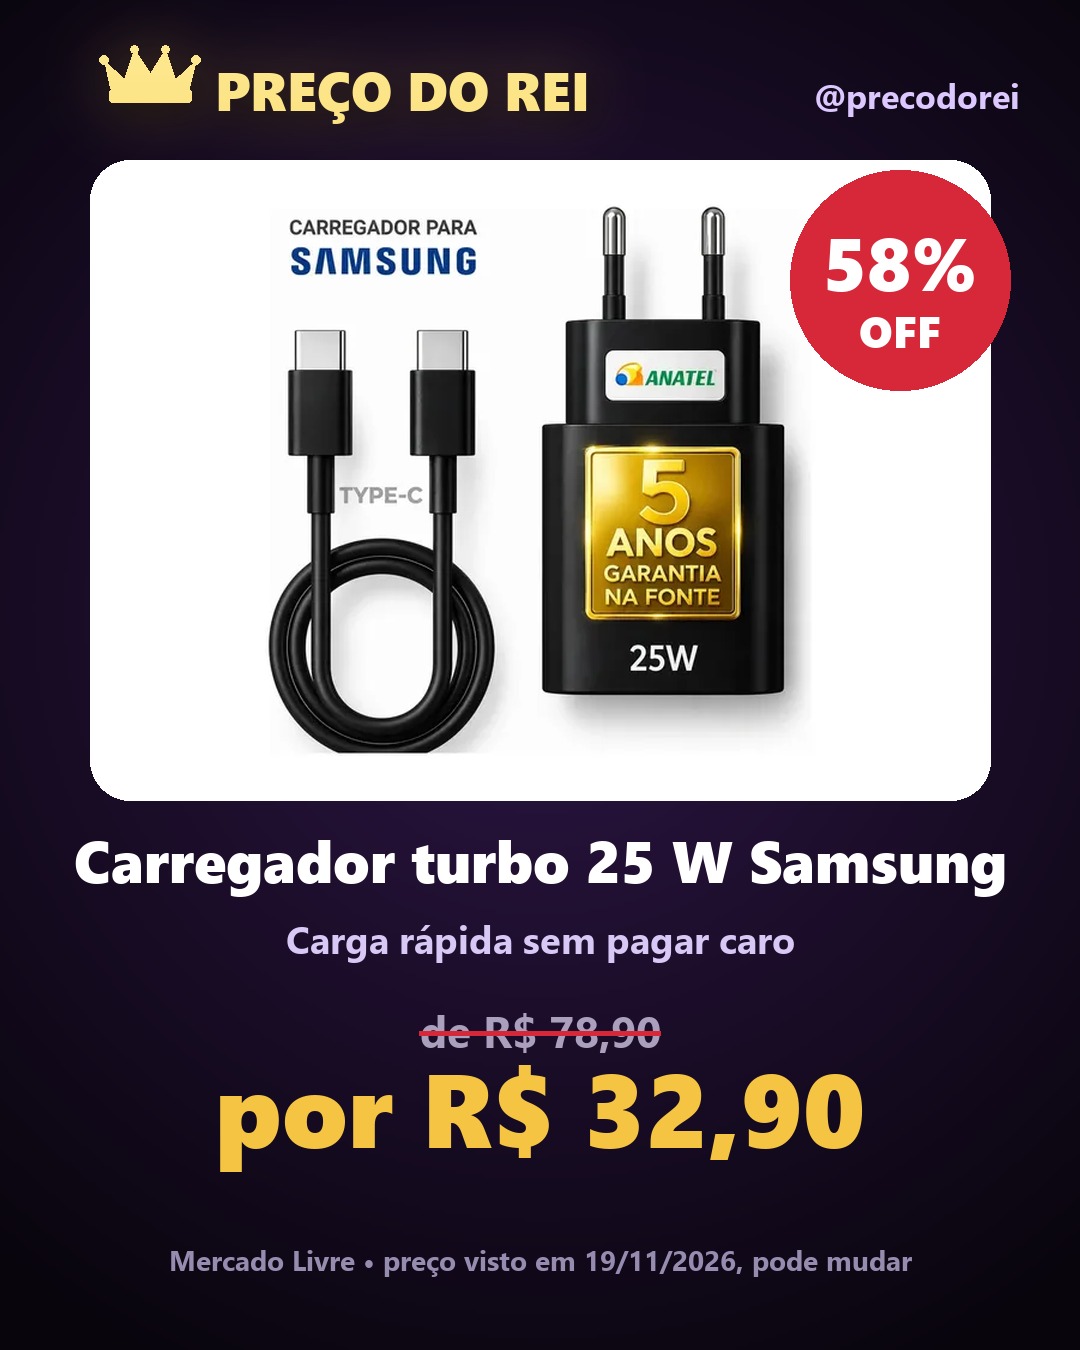 PREÇO DO REI
@precodorei
CARREGADOR PARA
SAMSUNG
58%
OFF
ANATEL
TYPE-C
5
ANOS
GARANTIA
NA FONTE
25W
Carregador turbo 25 W Samsung
Carga rápida sem pagar caro
de R$ 78,90
por R$ 32,90
Mercado Livre • preço visto em 19/11/2026, pode mudar